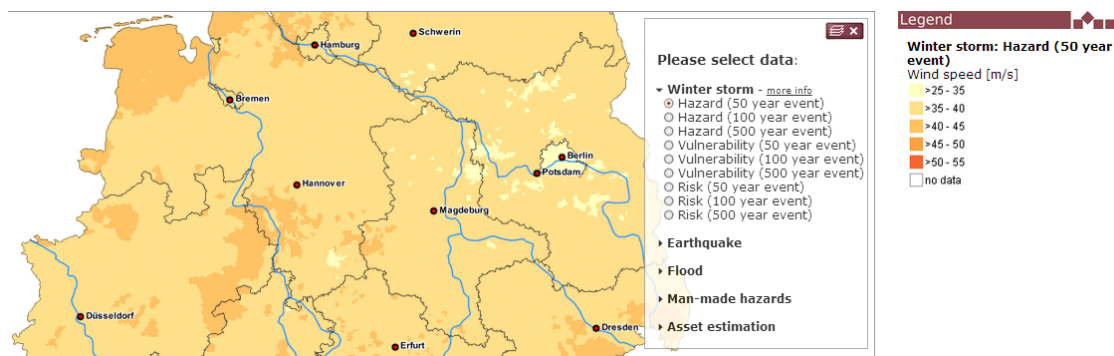 Schwerin
Hamburg
Bremen
Berlin
Potsdam
Hannover
Magdeburg
Düsseldorf
Dresden
Erfurt
Please select data:
Winter storm - more info
Hazard (50 year event)
Hazard (100 year event)
Hazard (500 year event)
Vulnerability (50 year event)
Vulnerability (100 year event)
Vulnerability (500 year event)
Risk (50 year event)
Risk (100 year event)
Risk (500 year event)
Earthquake
Flood
Man-made hazards
Asset estimation
Legend
Winter storm: Hazard (50 year
event)
Wind speed [m/s]
>25 - 35
>35 - 40
>40 - 45
>45 - 50
>50 - 55
no data